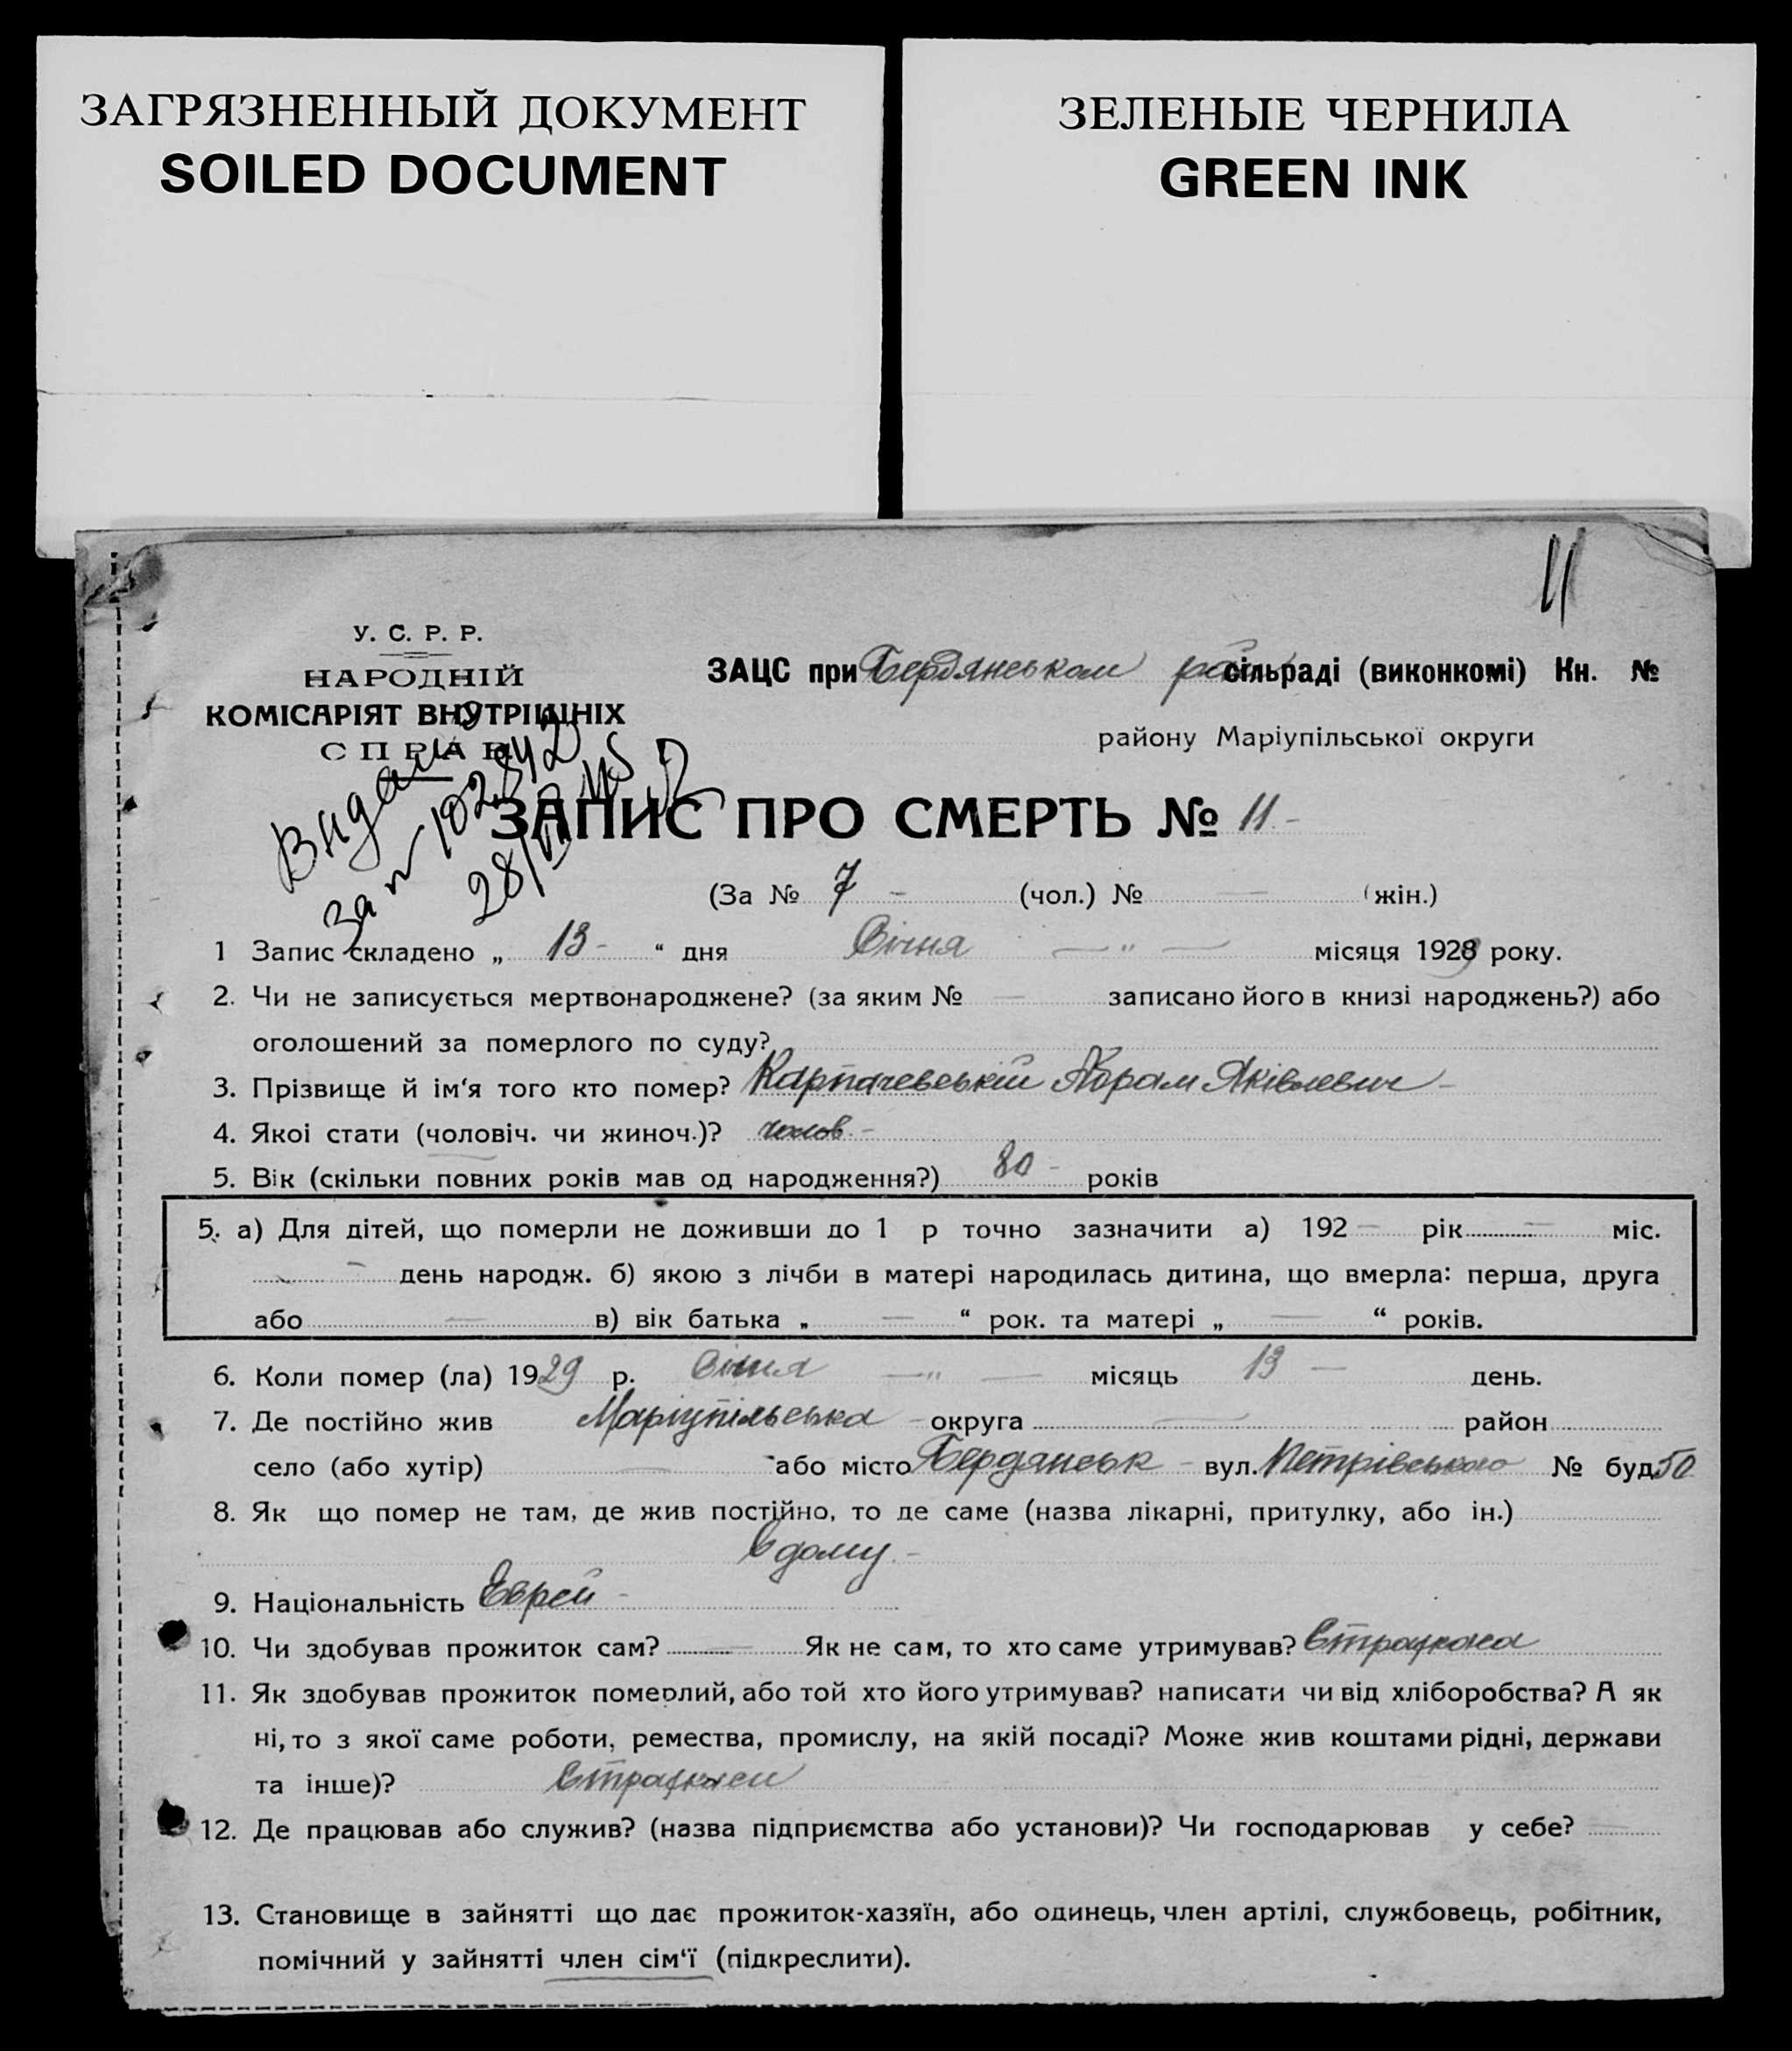 ЗАГРЯЗНЕННЫЙ ДОКУМЕНТ
SOILED DOCUMENT
ЗЕЛЕНЫЕ ЧЕРНИЛА
GREEN INK
11
У. С. Р. Р.
НАРОДНІЙ
КОМІСАРІЯТ ВНУТРІШНІХ
СПРАВ
ЗАЦС при Бердянськом рай сільраді (виконкомі) Кн. №
району Маріупільської округи
ЗАПИС ПРО СМЕРТЬ № 11 -
(За № 7 - (чол.) № — (жін.)
1 Запис складено „ 13 - “ дня Січня — „ — місяця 1929 року.
2. Чи не записується мертвонароджене? (за яким № — записано його в книзі народжень?) або
оголошений за померлого по суду?
3. Прізвище й ім‘я того кто помер? Карпачевській Абрам Яківлевич -
4. Якоі стати (чоловіч. чи жиноч.)? чолов. -
5. Вік (скільки повних років мав од народження?) 80 - років
5. а) Для дітей, що померли не доживши до 1 р точно зазначити а) 192 — рік — міс.
— день народж. б) якою з лічби в матері народилась дитина, що вмерла: перша, друга
або — в) вік батька „ — “ рок. та матері „ — “ років.
6. Коли помер (ла) 1929 р. Січня — „ — місяць 13 — день.
7. Де постійно жив Маріупільська - округа — район
село (або хутір) — або місто Бердянськ - вул. Петрівського № буд. 50
8. Як що помер не там, де жив постійно, то де саме (назва лікарні, притулку, або ін.)
в дому. -
9. Національність Еврей -
10. Чи здобував прожиток сам? — Як не сам, то хто саме утримував?
11. Як здобував прожиток померлий, або той хто його утримував? написати чи від хліборобства? А як
ні, то з якої саме роботи, ремества, промислу, на якій посаді? Може жив коштами рідні, держави
та інше)?
12. Де працював або служив? (назва підприємства або установи)? Чи господарював у себе?
13. Становище в зайнятті що дає прожиток-хазяїн, або одинець, член артілі, службовець, робітник,
помічний у зайнятті член сім‘ї (підкреслити).